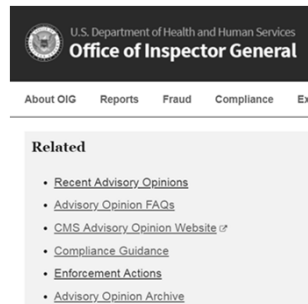 U.S. Department of Health and Human Services
Office of Inspector General
About OIG Reports Fraud Compliance Ex
Related
Recent Advisory Opinions
Advisory Opinion FAQs
CMS Advisory Opinion Website
Compliance Guidance
Enforcement Actions
Advisory Opinion Archive